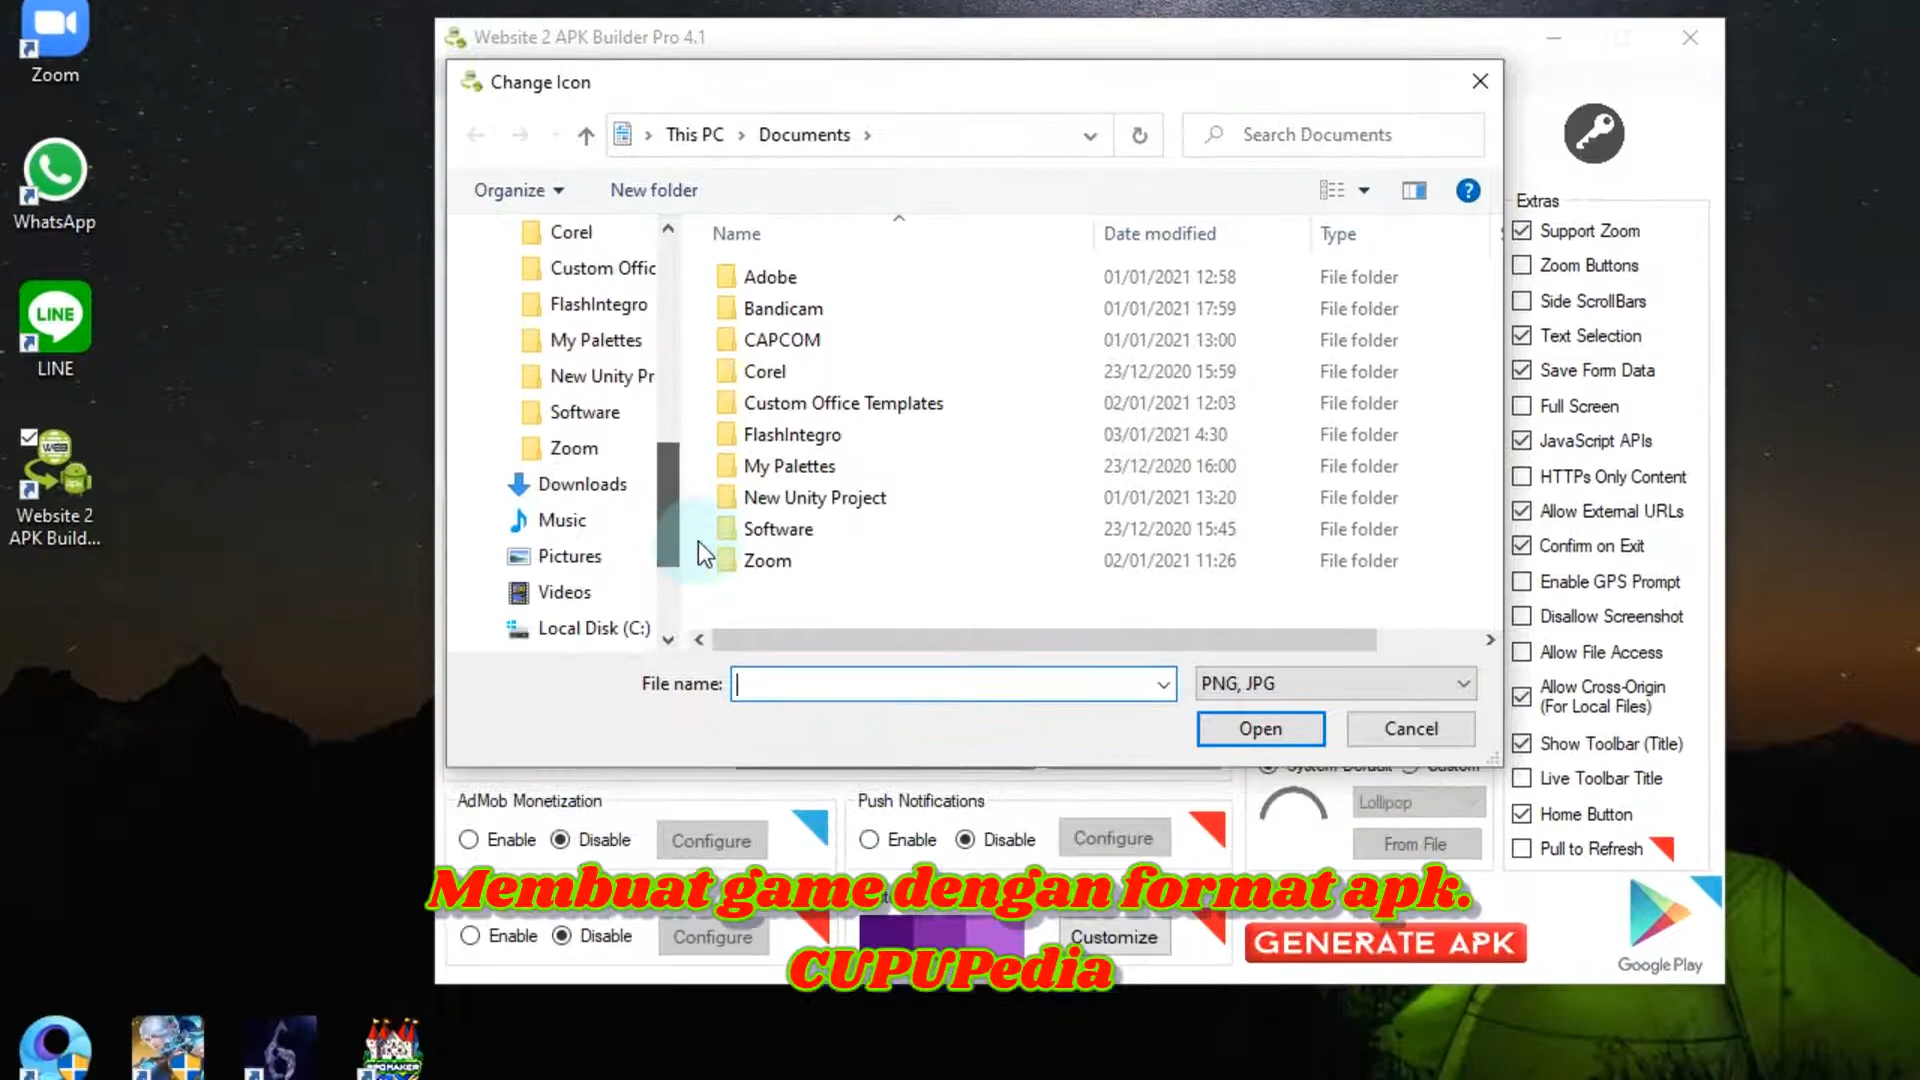 Zoom
WhatsApp
LINE
LINE
WEB
Website 2
APK Build...
Website 2 APK Builder Pro 4.1
Change Icon
This PC
Documents
Search Documents
Organize
New folder
Corel
Custom Offic
FlashIntegro
My Palettes
New Unity Pr
Software
Zoom
Downloads
Music
Pictures
Videos
Local Disk (C:)
Name Date modified Type
Adobe 01/01/2021 12:58 File folder
Bandicam 01/01/2021 17:59 File folder
CAPCOM 01/01/2021 13:00 File folder
Corel 23/12/2020 15:59 File folder
Custom Office Templates 02/01/2021 12:03 File folder
FlashIntegro 03/01/2021 4:30 File folder
My Palettes 23/12/2020 16:00 File folder
New Unity Project 01/01/2021 13:20 File folder
Software 23/12/2020 15:45 File folder
Zoom 02/01/2021 11:26 File folder
File name:
PNG, JPG
Open
Cancel
Extras
Support Zoom
Zoom Buttons
Side ScrollBars
Text Selection
Save Form Data
Full Screen
JavaScript APIs
HTTPs Only Content
Allow External URLs
Confirm on Exit
Enable GPS Prompt
Disallow Screenshot
Allow File Access
Allow Cross-Origin
(For Local Files)
Show Toolbar (Title)
Live Toolbar Title
Home Button
Pull to Refresh
System Default Custom
Lollipop
From File
AdMob Monetization
Enable Disable Configure
Push Notifications
Enable Disable Configure
Membuat game dengan format apk.
CUPUPedia
Enable Disable Configure
Customize
GENERATE APK
Google Play